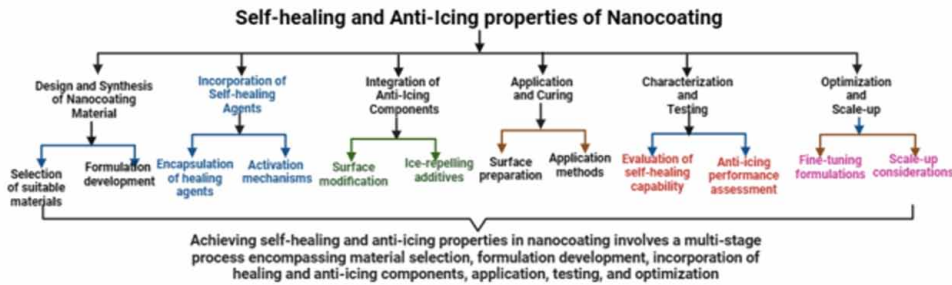 Self-healing and Anti-Icing properties of Nanocoating
Design and Synthesis
of Nanocoating
Material
Incorporation of
Self-healing
Agents
Integration of
Anti-Icing
Components
Application
and Curing
Characterization
and
Testing
Optimization
and
Scale-up
Selection
of suitable
materials
Formulation
development
Encapsulation
of healing
agents
Activation
mechanisms
Surface
modification
Ice-repelling
additives
Surface
preparation
Application
methods
Evaluation of
self-healing
capability
Anti-icing
performance
assessment
Fine-tuning
formulations
Scale-up
considerations
Achieving self-healing and anti-icing properties in nanocoating involves a multi-stage
process encompassing material selection, formulation development, incorporation of
healing and anti-icing components, application, testing, and optimization